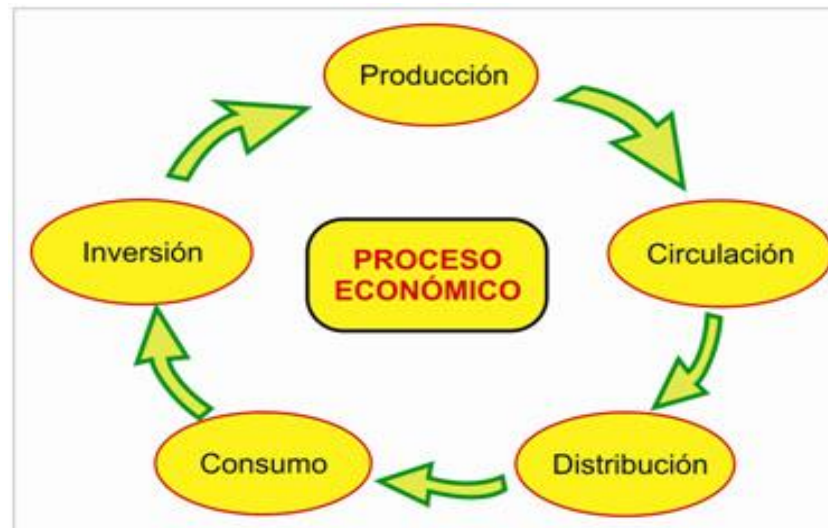 Producción
Inversión
PROCESO
ECONÓMICO
Circulación
Consumo
Distribución